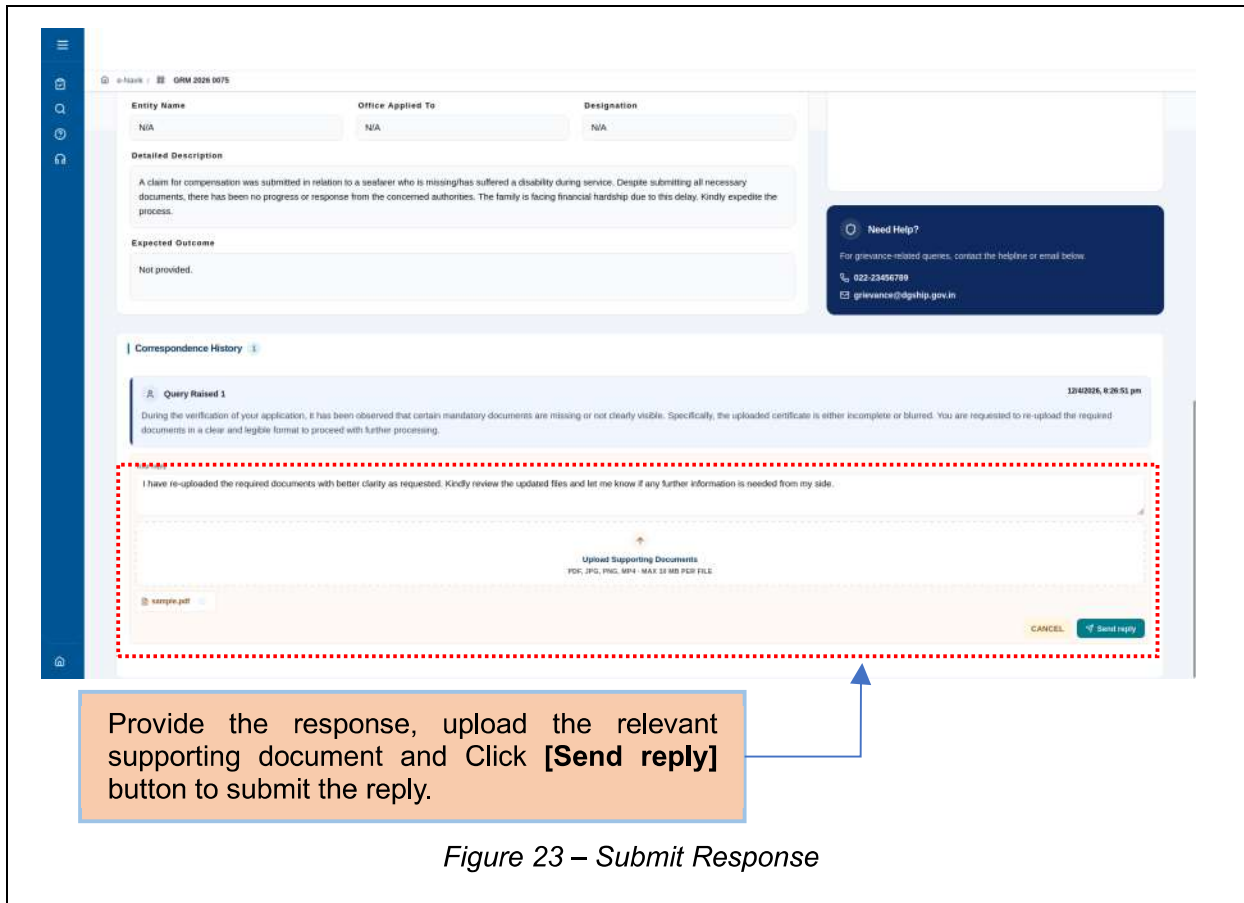 e-Navik / GRM 2026 0075
Entity Name
Office Applied To
Designation
N/A
N/A
N/A
Detailed Description
A claim for compensation was submitted in relation to a seafarer who is missing/has suffered a disability during service. Despite submitting all necessary
documents, there has been no progress or response from the concerned authorities. The family is facing financial hardship due to this delay. Kindly expedite the
process.
Expected Outcome
Not provided.
Need Help?
For grievance-related queries, contact the helpline or email below.
022-23456789
grievance@dgship.gov.in
Correspondence History 1
Query Raised 1
12/4/2026, 6:26:51 pm
During the verification of your application, it has been observed that certain mandatory documents are missing or not clearly visible. Specifically, the uploaded certificate is either incomplete or blurred. You are requested to re-upload the required
documents in a clear and legible format to proceed with further processing.
I have re-uploaded the required documents with better clarity as requested. Kindly review the updated files and let me know if any further information is needed from my side.
Upload Supporting Documents
PDF, JPG, PNG, MP4 - MAX 10 MB PER FILE
sample.pdf
CANCEL
Send reply
Provide the response, upload the relevant
supporting document and Click [Send reply]
button to submit the reply.
Figure 23 – Submit Response